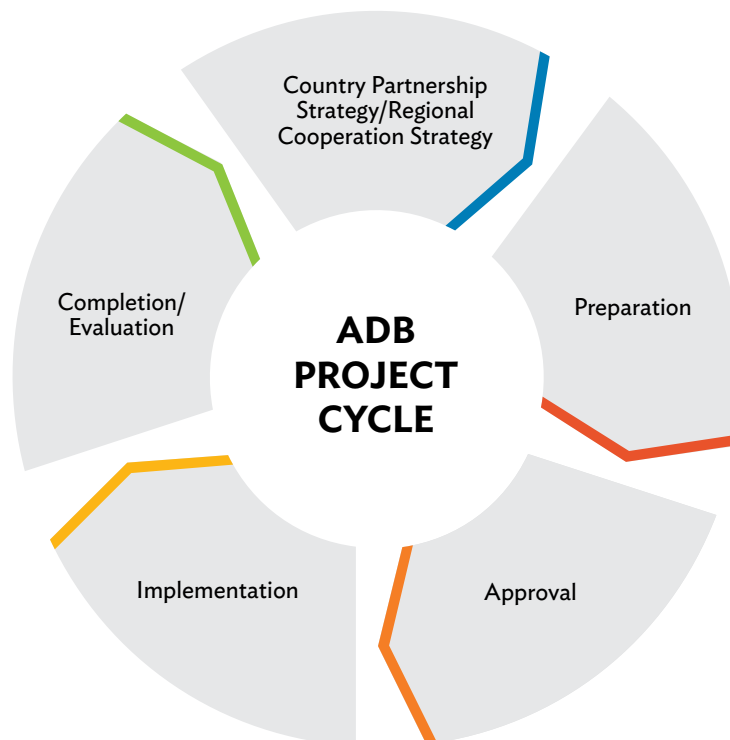 Country Partnership
Strategy/Regional
Cooperation Strategy
Preparation
Approval
Implementation
Completion/
Evaluation
ADB
PROJECT
CYCLE